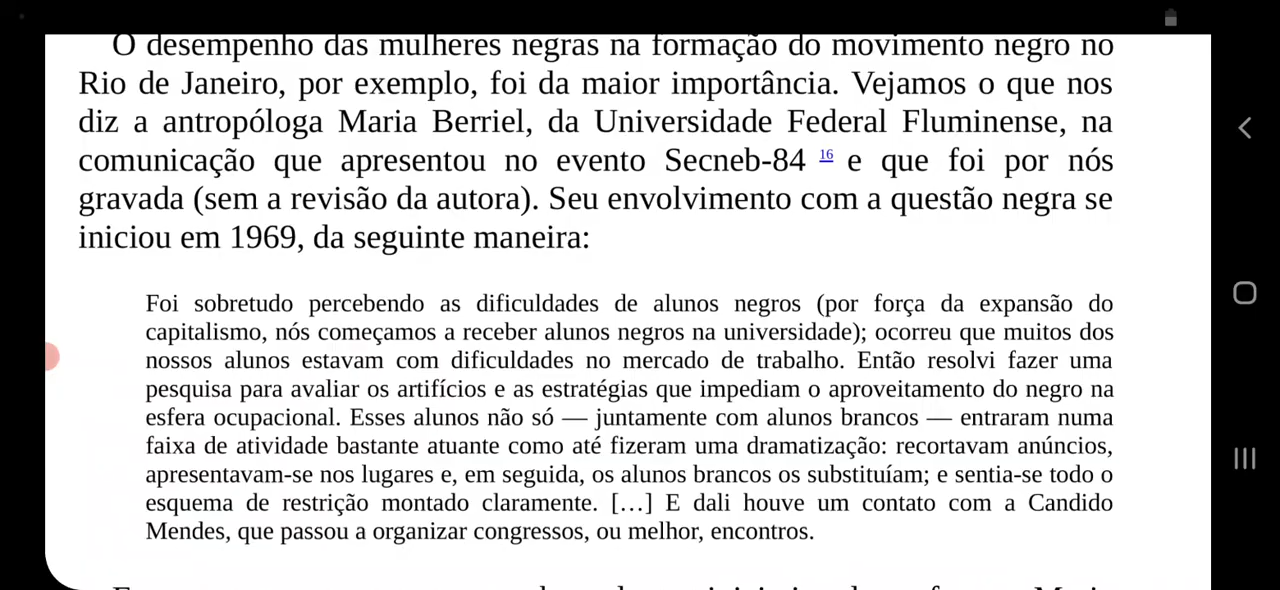 O desempenho das mulheres negras na formação do movimento negro no
Rio de Janeiro, por exemplo, foi da maior importância. Vejamos o que nos
diz a antropóloga Maria Berriel, da Universidade Federal Fluminense, na
comunicação que apresentou no evento Secneb-84 16 e que foi por nós
gravada (sem a revisão da autora). Seu envolvimento com a questão negra se
iniciou em 1969, da seguinte maneira:
Foi sobretudo percebendo as dificuldades de alunos negros (por força da expansão do
capitalismo, nós começamos a receber alunos negros na universidade); ocorreu que muitos dos
nossos alunos estavam com dificuldades no mercado de trabalho. Então resolvi fazer uma
pesquisa para avaliar os artifícios e as estratégias que impediam o aproveitamento do negro na
esfera ocupacional. Esses alunos não só — juntamente com alunos brancos — entraram numa
faixa de atividade bastante atuante como até fizeram uma dramatização: recortavam anúncios,
apresentavam-se nos lugares e, em seguida, os alunos brancos os substituíam; e sentia-se todo o
esquema de restrição montado claramente. […] E dali houve um contato com a Candido
Mendes, que passou a organizar congressos, ou melhor, encontros.